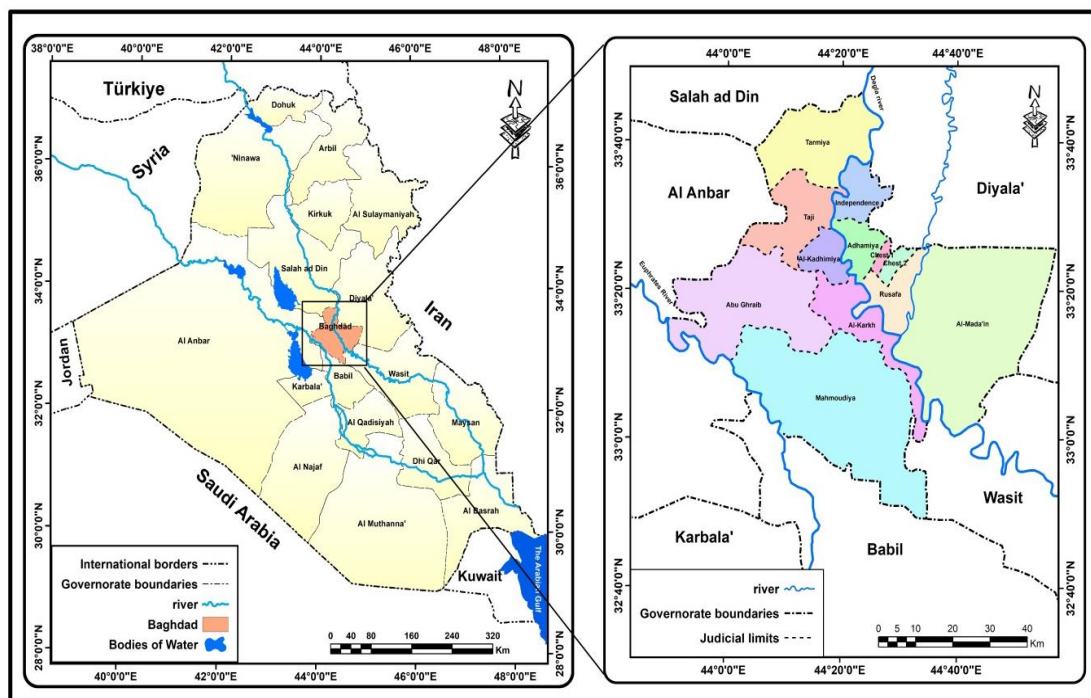 38°0'0"E 40°0'0"E 42°0'0"E 44°0'0"E 46°0'0"E 48°0'0"E
Türkiye
Syria
Jordan
Saudi Arabia
Iran
Kuwait
The Arabian Gulf
N
Dohuk
'Ninawa
Arbil
Kirkuk
Al Sulaymaniyah
Salah ad Din
Diyala'
Baghdad
Al Anbar
Karbala'
Babil
Wasit
Al Qadisiyah
Maysan
Al Najaf
Dhi Qar
Al Muthanna'
Al Basrah
36°0'0"N
34°0'0"N
32°0'0"N
30°0'0"N
28°0'0"N
36°0'0"N
34°0'0"N
32°0'0"N
30°0'0"N
28°0'0"N
International borders
Governorate boundaries
river
Baghdad
Bodies of Water
0 40 80 160 240 320
Km
42°0'0"E 44°0'0"E 46°0'0"E 48°0'0"E
44°0'0"E 44°20'0"E 44°40'0"E
Salah ad Din
Degla river
N
Al Anbar
Diyala'
Tarmiya
Taji
Independence
Adhamiya
Al-Kadhimiya
Chest 1
Chest 2
Rusafa
Euphrates River
Abu Ghraib
Al-Karkh
Al-Mada'in
Mahmoudiya
Wasit
Karbala'
Babil
33°40'0"N
33°20'0"N
33°0'0"N
32°40'0"N
33°40'0"N
33°20'0"N
33°0'0"N
32°40'0"N
river
Governorate boundaries
Judicial limits
0 5 10 20 30 40
Km
44°0'0"E 44°20'0"E 44°40'0"E